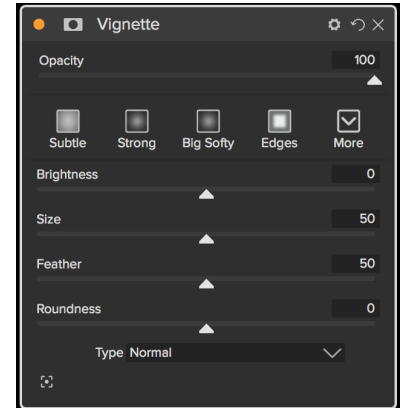 Vignette
Opacity 100
Subtle Strong Big Softy Edges More
Brightness 0
Size 50
Feather 50
Roundness 0
Type Normal